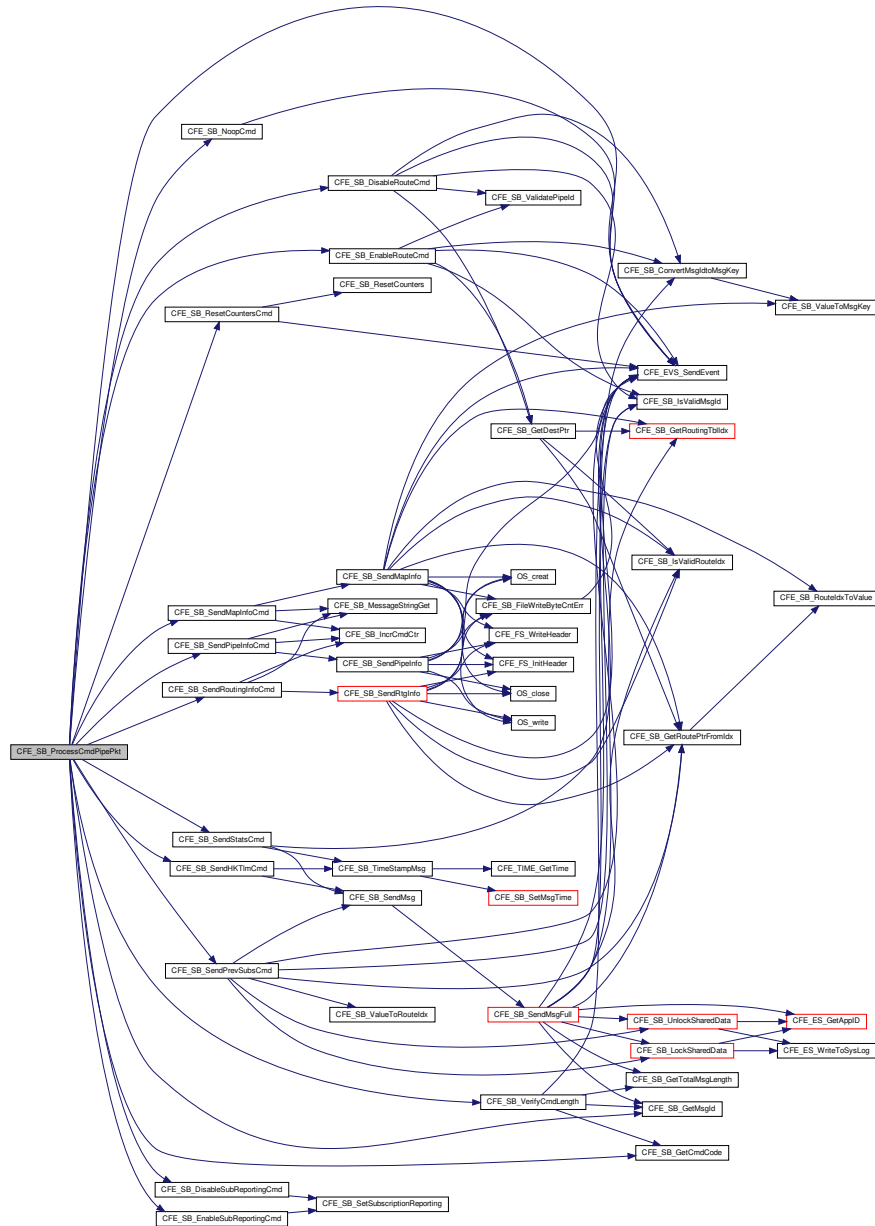 CFE_SB_NoopCmd
CFE_SB_DisableRouteCmd
CFE_SB_ValidatePipeId
CFE_SB_EnableRouteCmd
CFE_SB_ConvertMsgIdtoMsgKey
CFE_SB_ResetCounters
CFE_SB_ValueToMsgKey
CFE_SB_ResetCountersCmd
CFE_EVS_SendEvent
CFE_SB_IsValidMsgId
CFE_SB_GetDestPtr
CFE_SB_GetRoutingTblIdx
CFE_SB_IsValidRouteIdx
CFE_SB_SendMapInfo
OS_creat
CFE_SB_RouteIdxToValue
CFE_SB_MessageStringGet
CFE_SB_FileWriteByteCntErr
CFE_SB_SendMapInfoCmd
CFE_SB_IncrCmdCtr
CFE_FS_WriteHeader
CFE_SB_SendPipeInfoCmd
CFE_SB_SendPipeInfo
CFE_FS_InitHeader
CFE_SB_SendRoutingInfoCmd
CFE_SB_SendRtgInfo
OS_close
OS_write
CFE_SB_GetRoutePtrFromIdx
CFE_SB_ProcessCmdPipePkt
CFE_SB_SendStatsCmd
CFE_SB_SendHKTlmCmd
CFE_SB_TimeStampMsg
CFE_TIME_GetTime
CFE_SB_SendMsg
CFE_SB_SetMsgTime
CFE_SB_SendPrevSubsCmd
CFE_SB_ValueToRouteIdx
CFE_SB_SendMsgFull
CFE_SB_UnlockSharedData
CFE_ES_GetAppID
CFE_SB_LockSharedData
CFE_ES_WriteToSysLog
CFE_SB_GetTotalMsgLength
CFE_SB_VerifyCmdLength
CFE_SB_GetMsgId
CFE_SB_GetCmdCode
CFE_SB_DisableSubReportingCmd
CFE_SB_SetSubscriptionReporting
CFE_SB_EnableSubReportingCmd